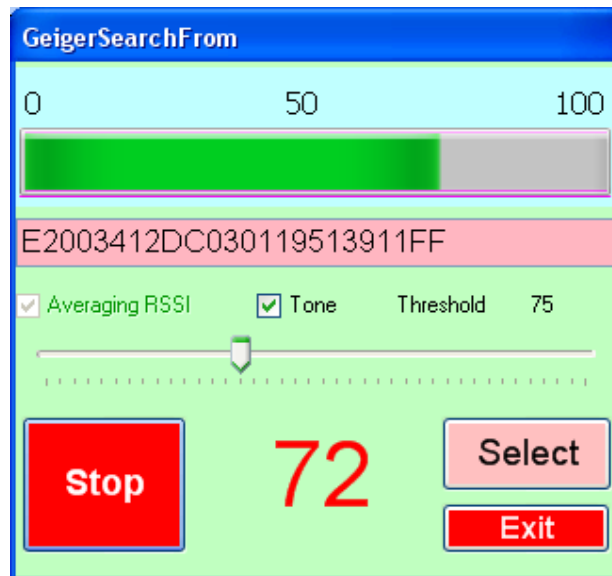 GeigerSearchFrom
0 50 100
E2003412DC030119513911FF
Averaging RSSI Tone Threshold 75
Stop 72 Select
Exit